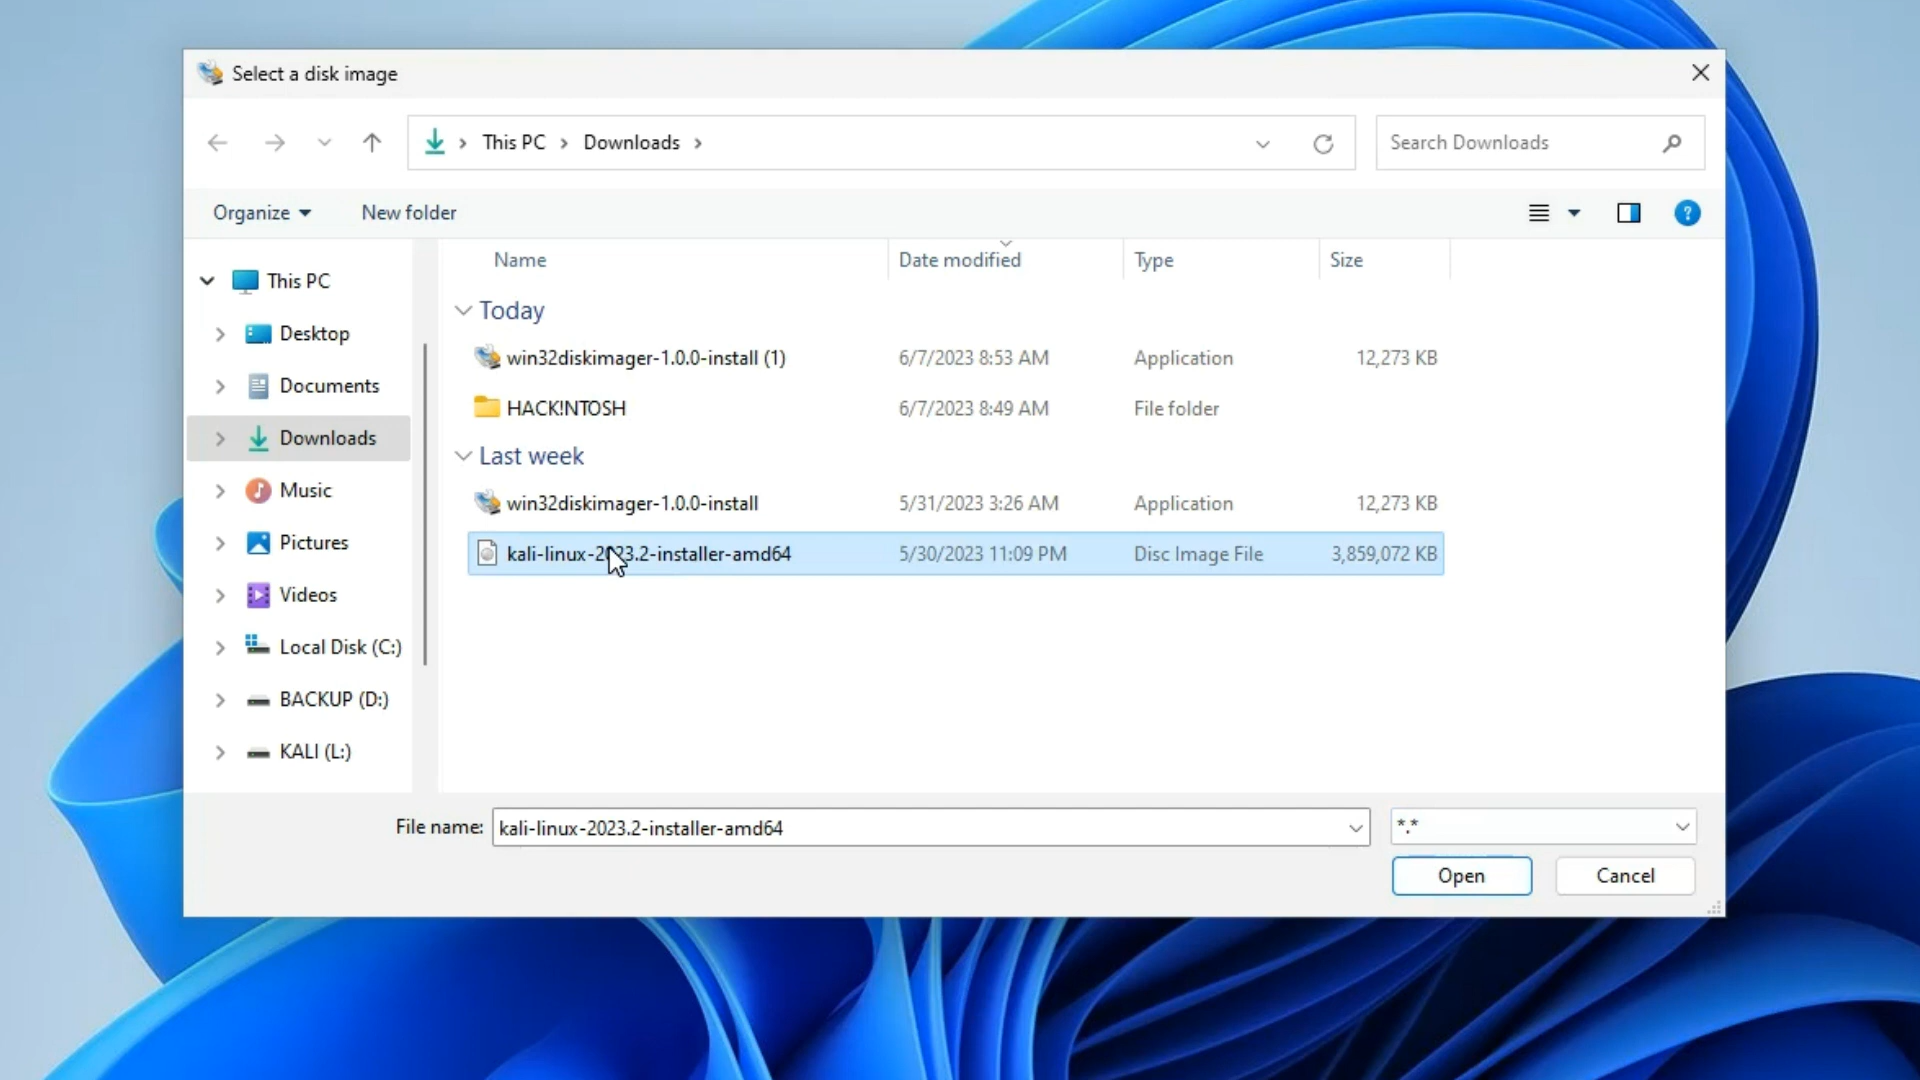 Select a disk image
This PC Downloads
Search Downloads
Organize New folder
?
Name Date modified Type Size
This PC
Desktop
Documents
Downloads
Music
Pictures
Videos
Local Disk (C:)
BACKUP (D:)
KALI (L:)
Today
win32diskimager-1.0.0-install (1) 6/7/2023 8:53 AM Application 12,273 KB
HACK!NTOSH 6/7/2023 8:49 AM File folder
Last week
win32diskimager-1.0.0-install 5/31/2023 3:26 AM Application 12,273 KB
kali-linux-2023.2-installer-amd64 5/30/2023 11:09 PM Disc Image File 3,859,072 KB
File name: kali-linux-2023.2-installer-amd64 *.*
Open Cancel